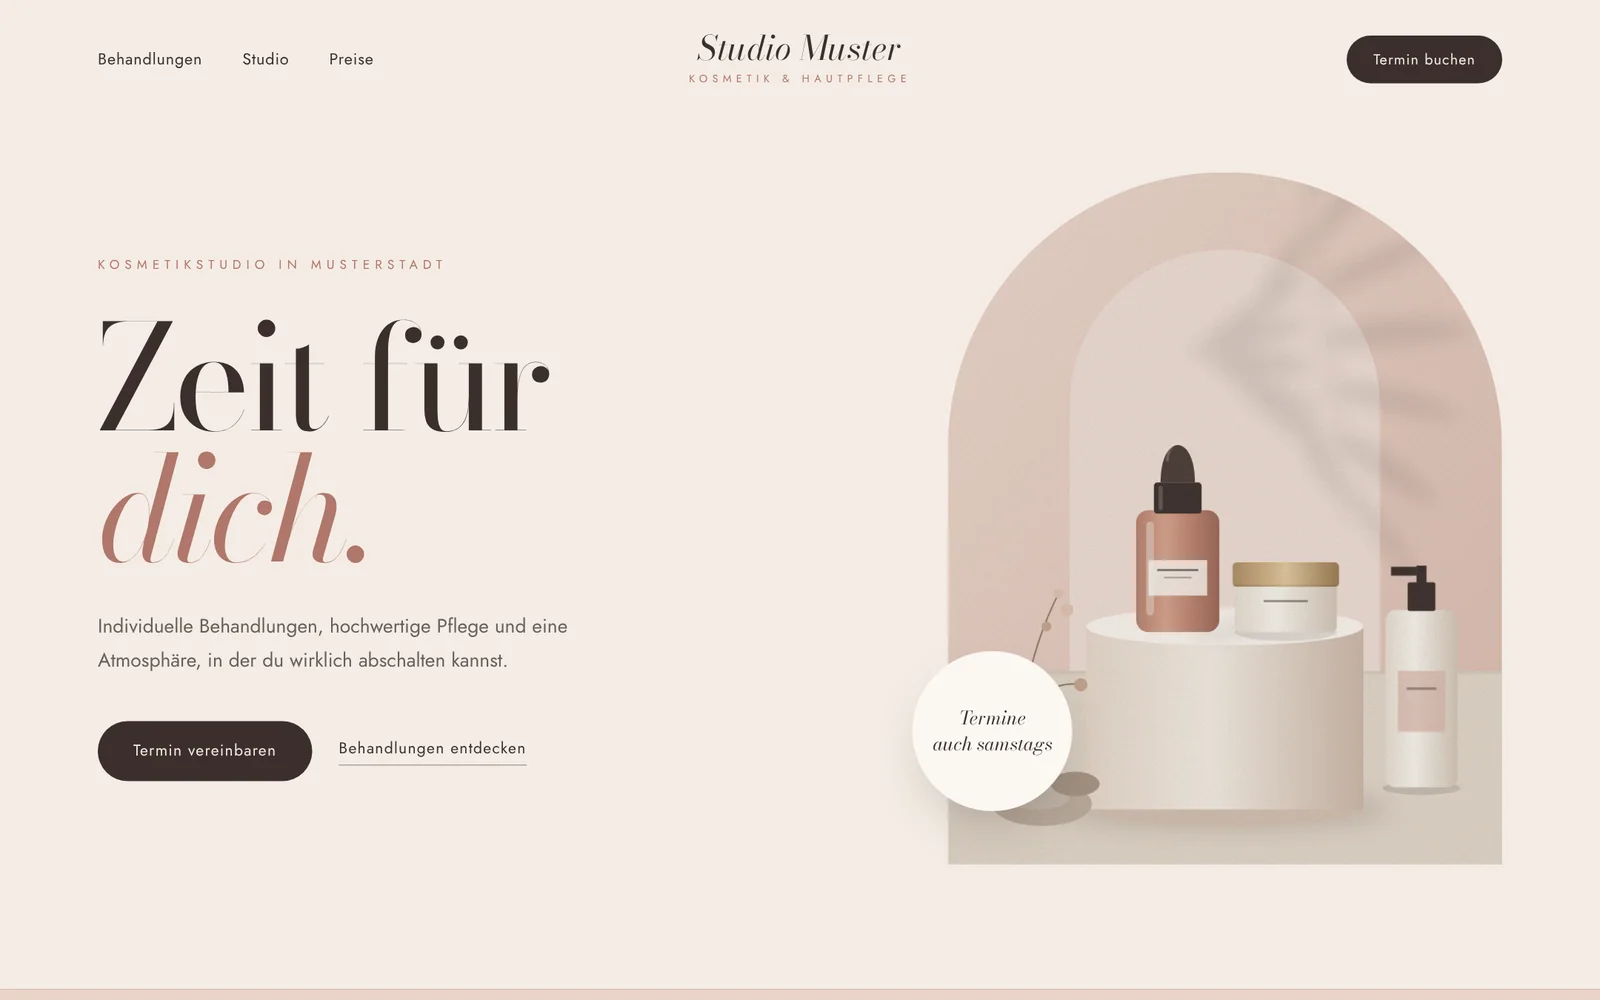 Behandlungen Studio Preise
Studio Muster
KOSMETIK & HAUTPFLEGE
Termin buchen
KOSMETIKSTUDIO IN MUSTERSTADT
Zeit für
dich.
Individuelle Behandlungen, hochwertige Pflege und eine
Atmosphäre, in der du wirklich abschalten kannst.
Termin vereinbaren
Behandlungen entdecken
Termine
auch samstags